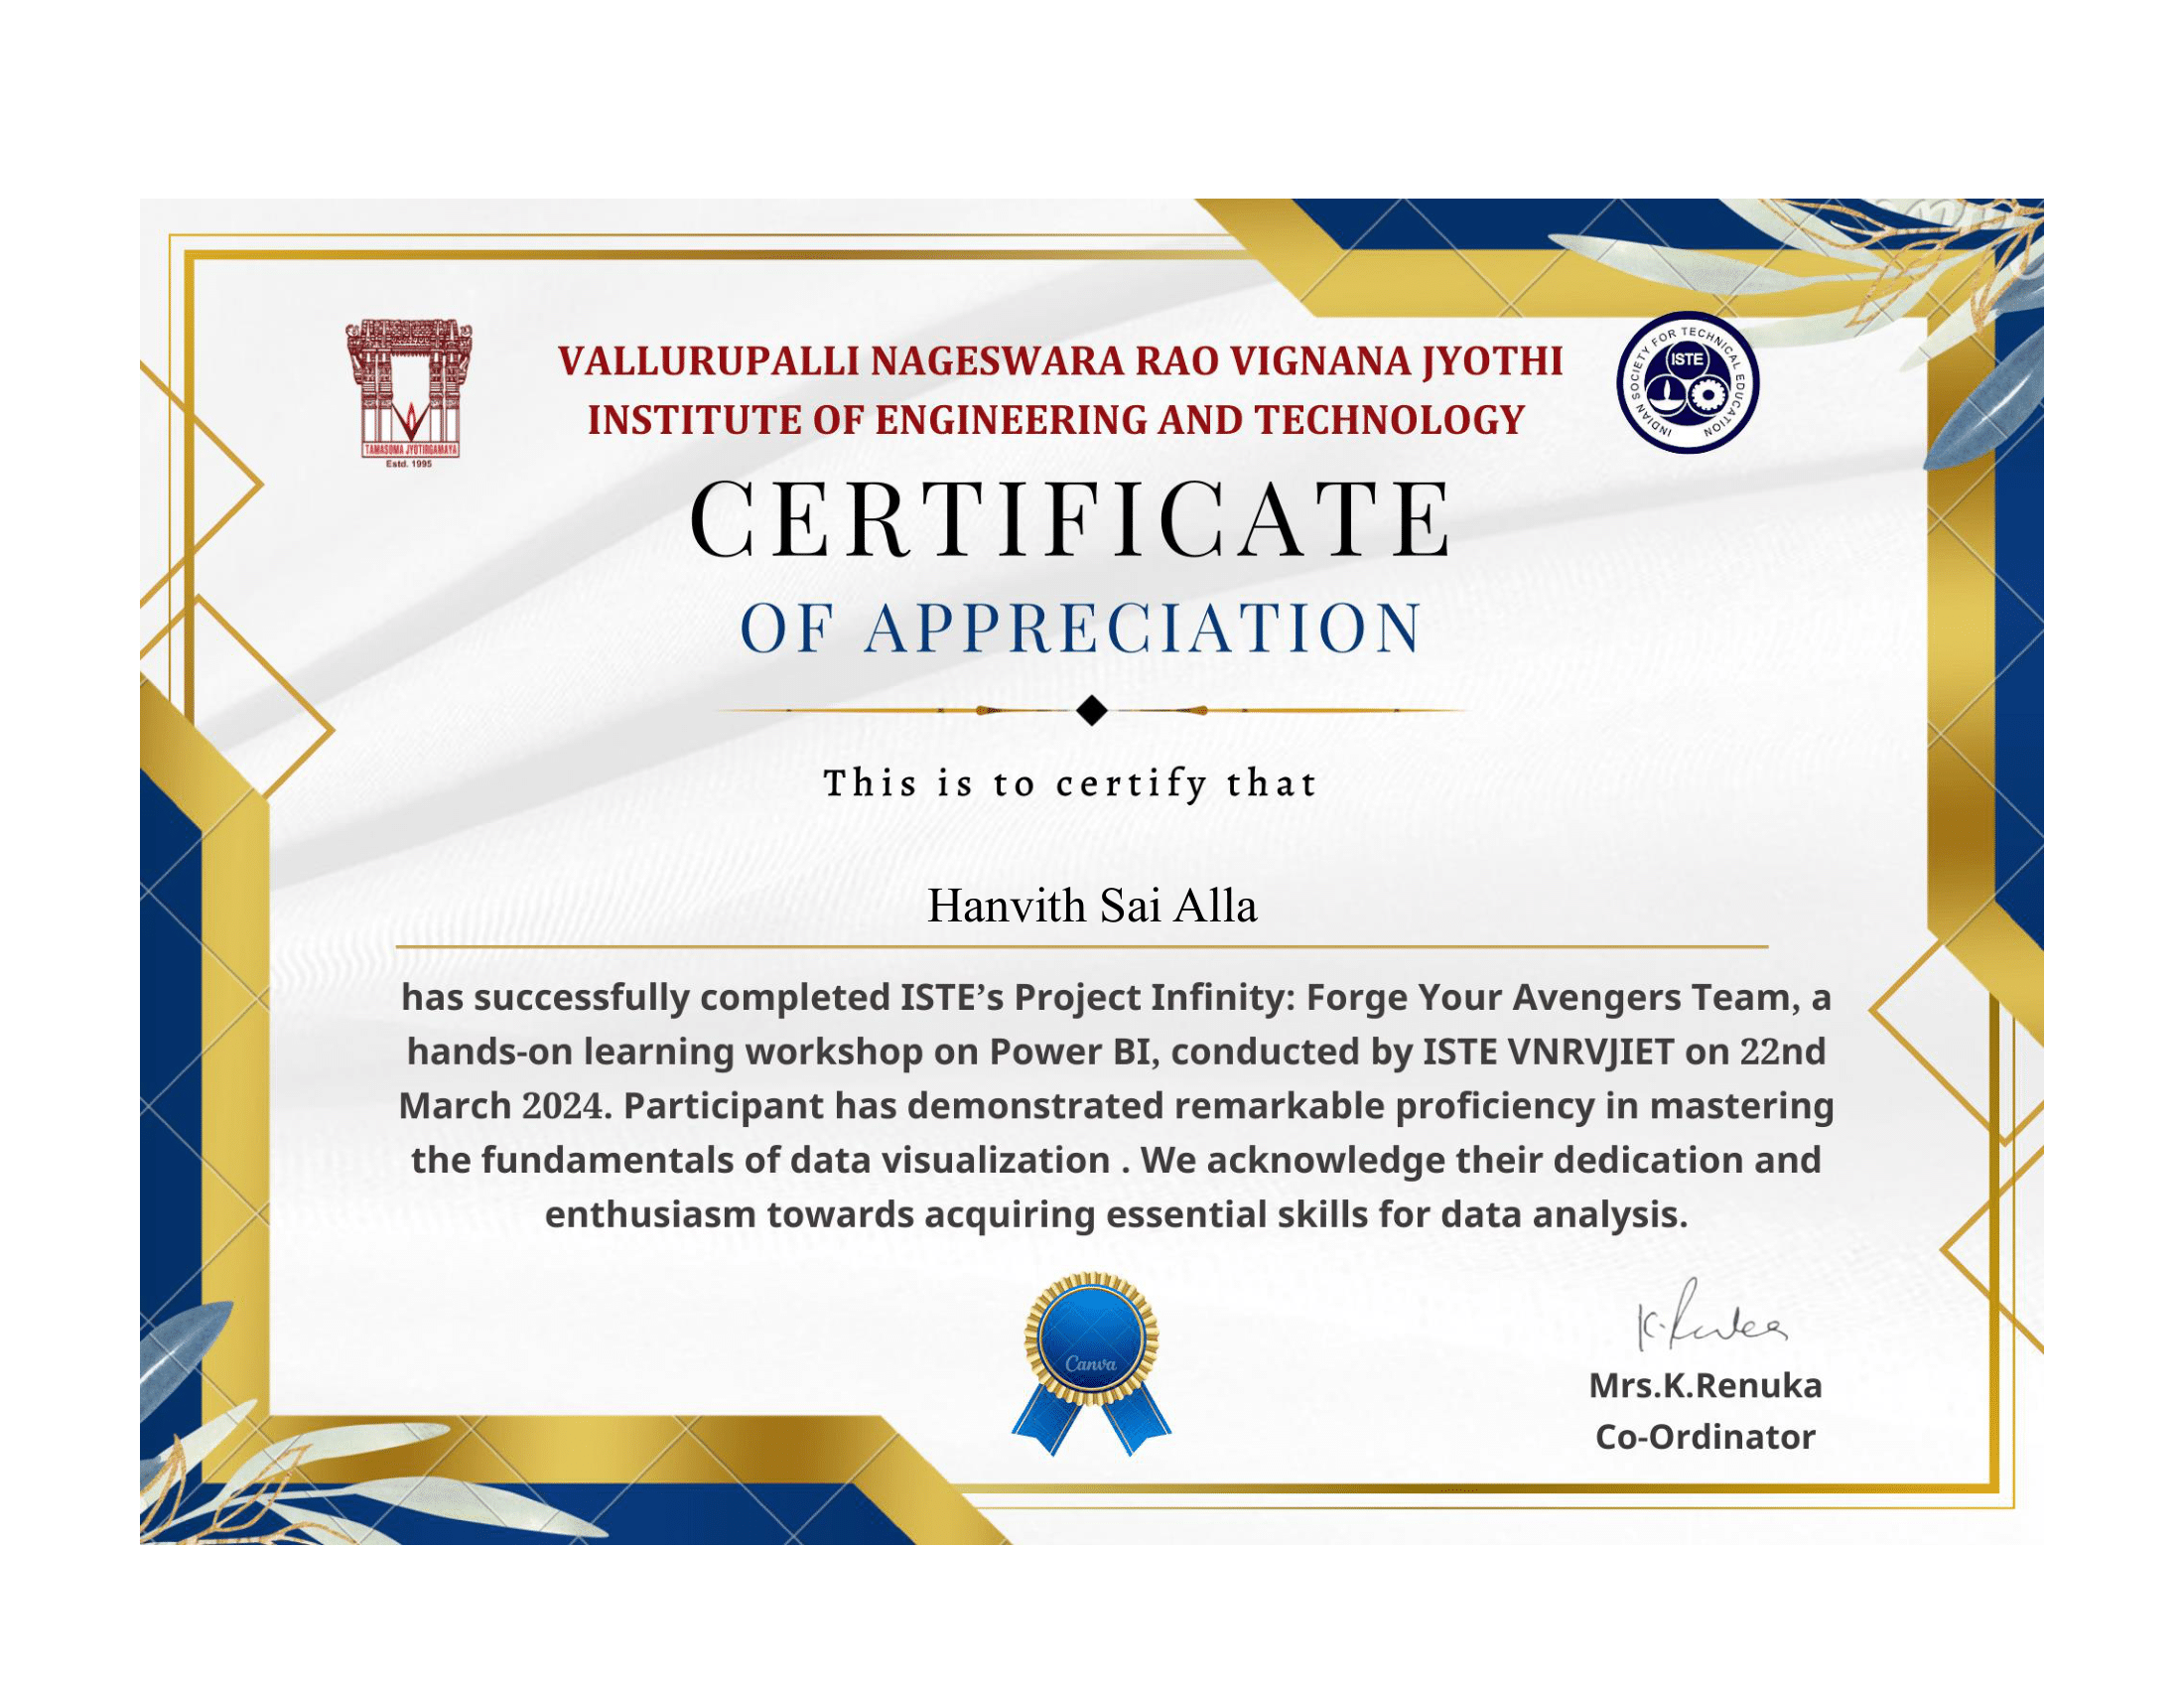 VALLURUPALLI NAGESWARA RAO VIGNANA JYOTHI
INSTITUTE OF ENGINEERING AND TECHNOLOGY
TAMASOMA JYOTIRGAMAYA
Estd. 1995
INDIAN SOCIETY FOR TECHNICAL EDUCATION
ISTE
CERTIFICATE
OF APPRECIATION
This is to certify that
Hanvith Sai Alla
has successfully completed ISTE’s Project Infinity: Forge Your Avengers Team, a
hands-on learning workshop on Power BI, conducted by ISTE VNRVJIET on 22nd
March 2024. Participant has demonstrated remarkable proficiency in mastering
the fundamentals of data visualization . We acknowledge their dedication and
enthusiasm towards acquiring essential skills for data analysis.
Canva
Mrs.K.Renuka
Co-Ordinator